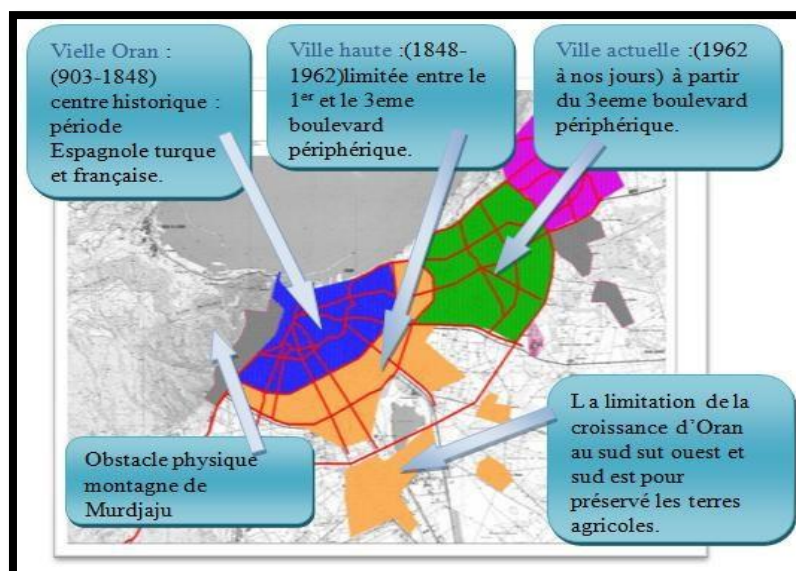 Vielle Oran :
(903-1848)
centre historique :
période
Espagnole turque
et française.
Ville haute :(1848-
1962)limitée entre le
1er et le 3eme
boulevard
périphérique.
Ville actuelle :(1962
à nos jours) à partir
du 3eeme boulevard
périphérique.
Obstacle physique
montagne de
Murdjaju
L a limitation de la
croissance d’Oran
au sud sut ouest et
sud est pour
préservé les terres
agricoles.